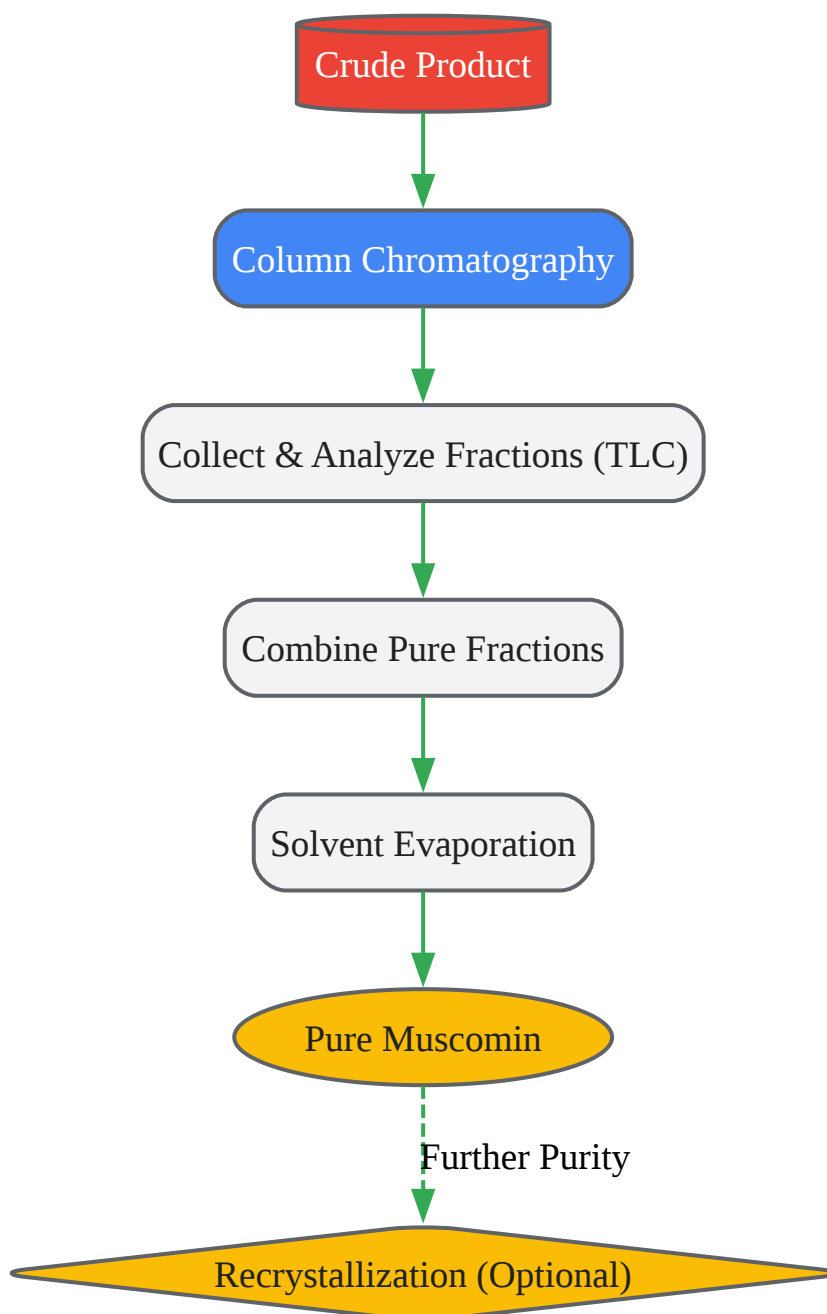 Crude Product
Column Chromatography
Collect & Analyze Fractions (TLC)
Combine Pure Fractions
Solvent Evaporation
Pure Muscomin
Further Purity
Recrystallization (Optional)